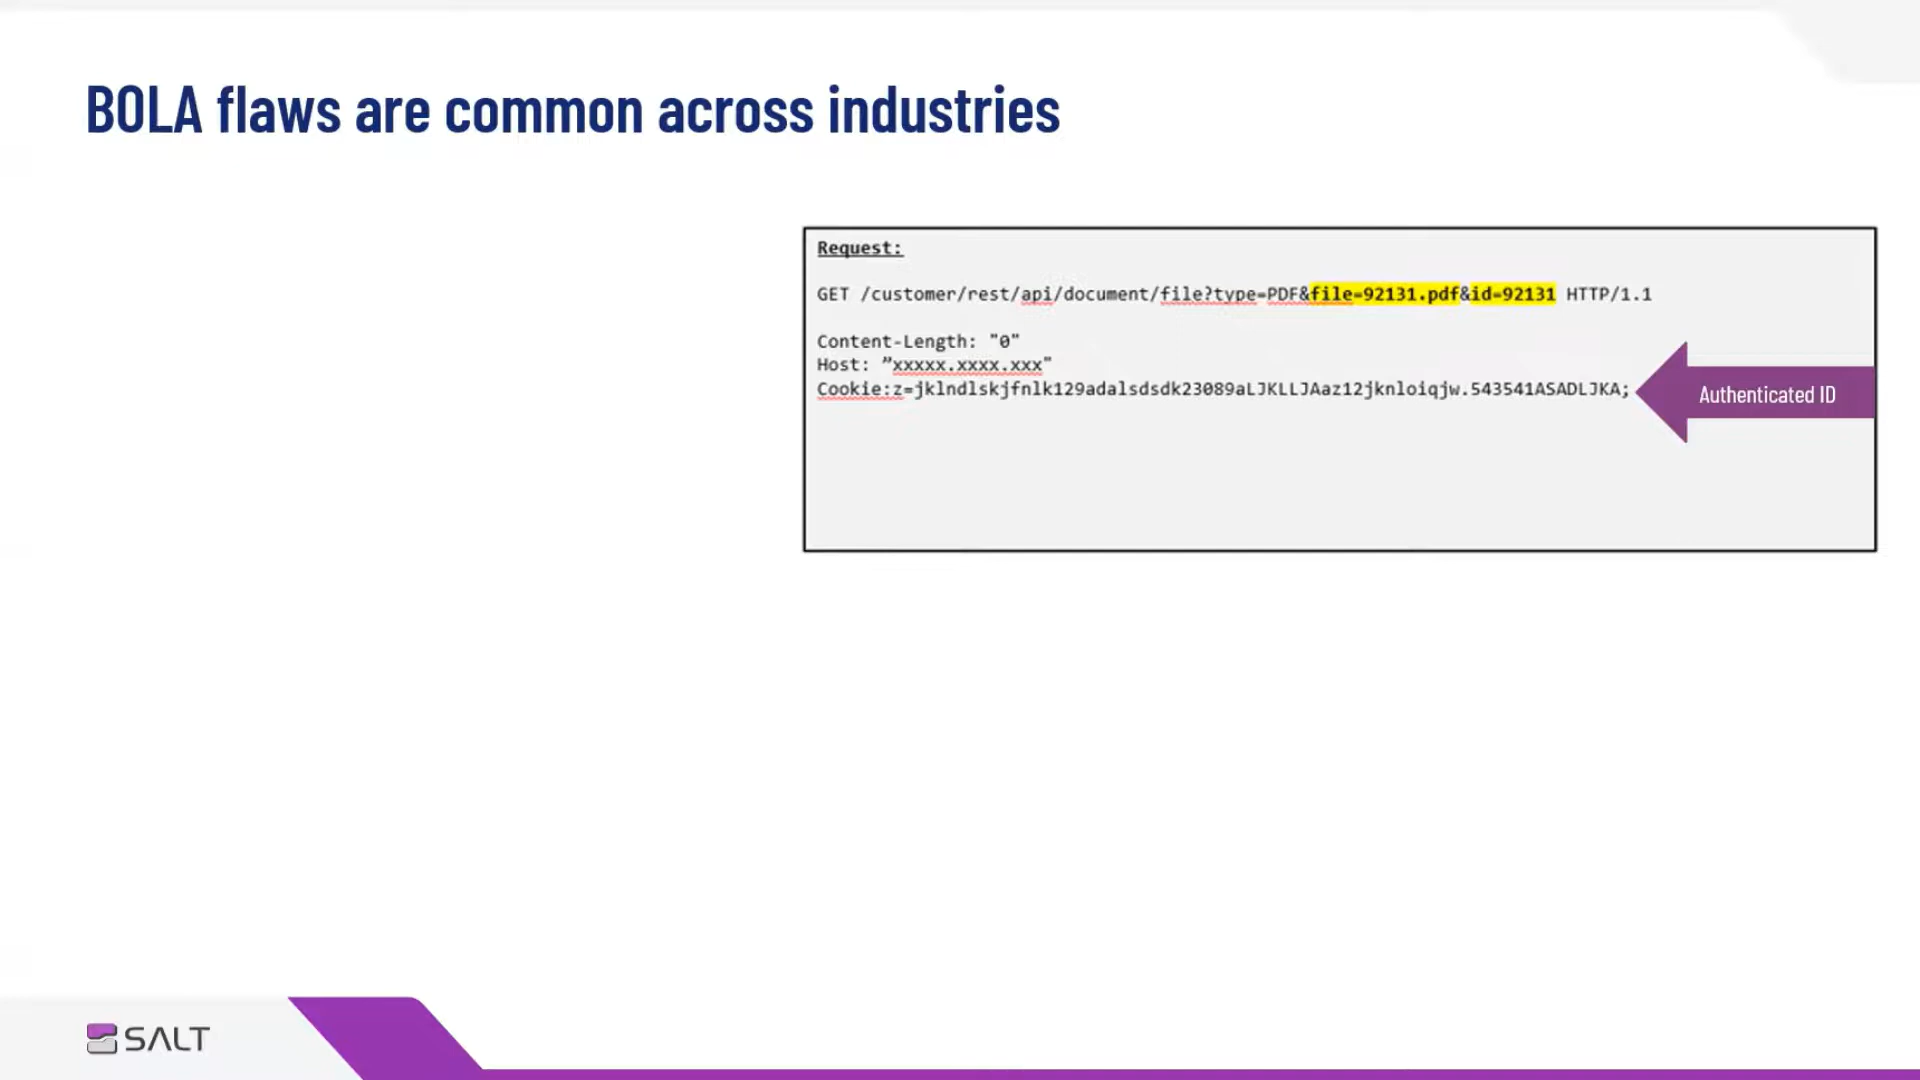 BOLA flaws are common across industries
Request:
GET /customer/rest/api/document/file?type=PDF&file=92131.pdf&id=92131 HTTP/1.1
Content-Length: "0"
Host: ”xxxxx.xxxx.xxx"
Cookie:z=jklndlskjfnlk129adalsdsdk23089aLJKLLJAaz12jknloiqjw.543541ASADLJKA;
Authenticated ID
SALT